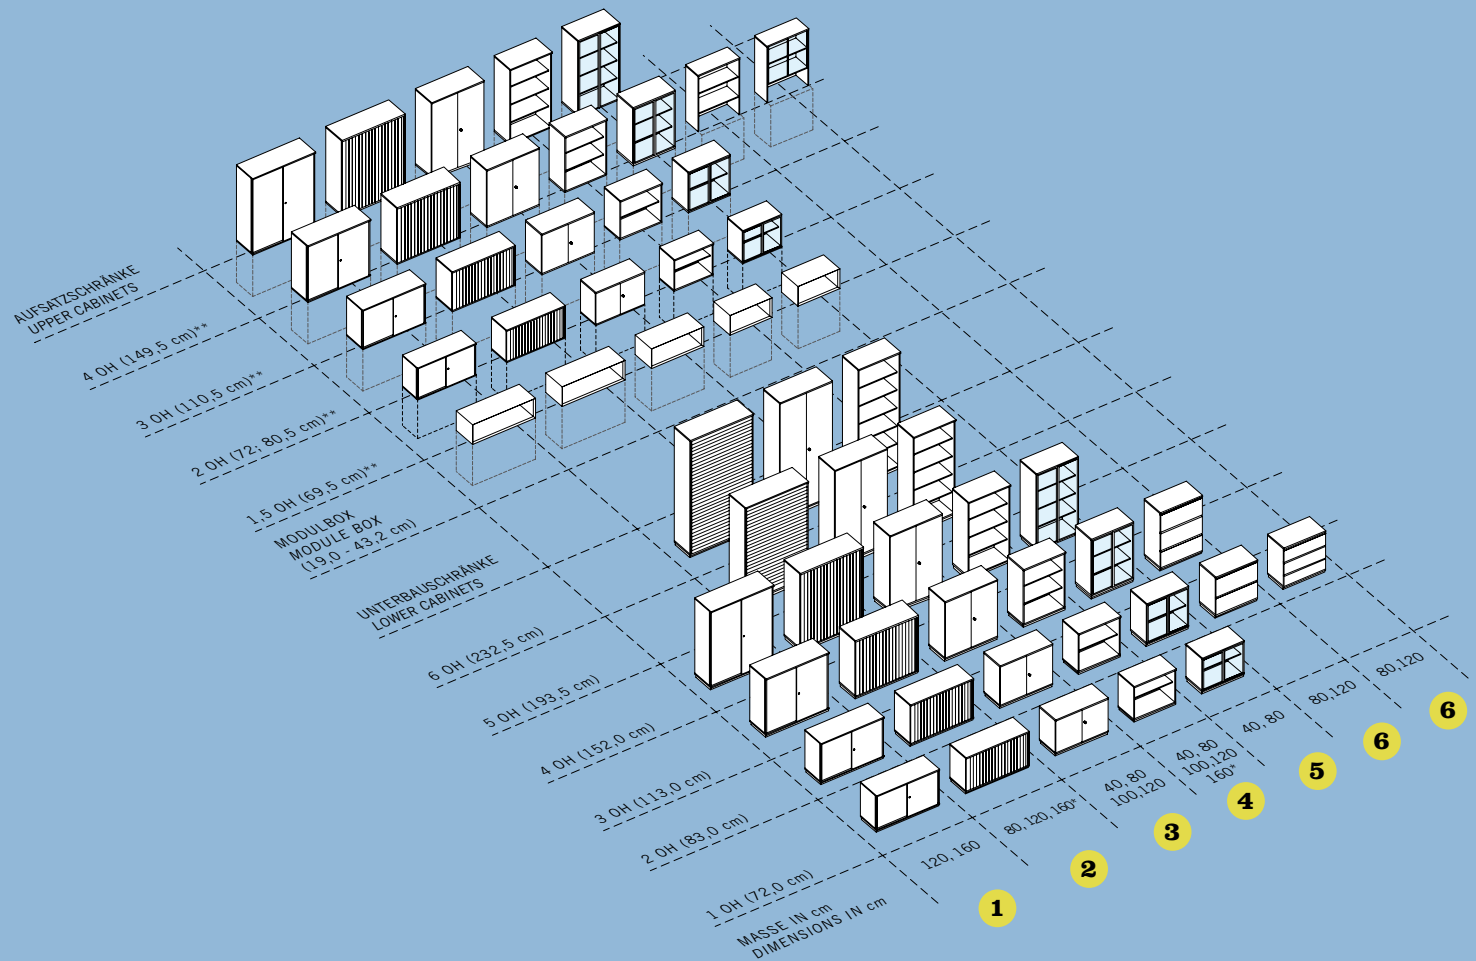 AUFSATZSCHRÄNKE
UPPER CABINETS
4 OH (149,5 cm)**
3 OH (110,5 cm)**
2 OH (72; 80,5 cm)**
1,5 OH (69,5 cm)**
MODULBOX
MODULE BOX
(19,0 - 43,2 cm)
UNTERBAUSCHRÄNKE
LOWER CABINETS
6 OH (232,5 cm)
5 OH (193,5 cm)
4 OH (152,0 cm)
3 OH (113,0 cm)
2 OH (83,0 cm)
1 OH (72,0 cm)
MASSE IN cm
DIMENSIONS IN cm
120, 160
80, 120, 160*
40, 80
100,120
40, 80
100,120
160*
40, 80
80,120
80,120
1
2
3
4
5
6
6